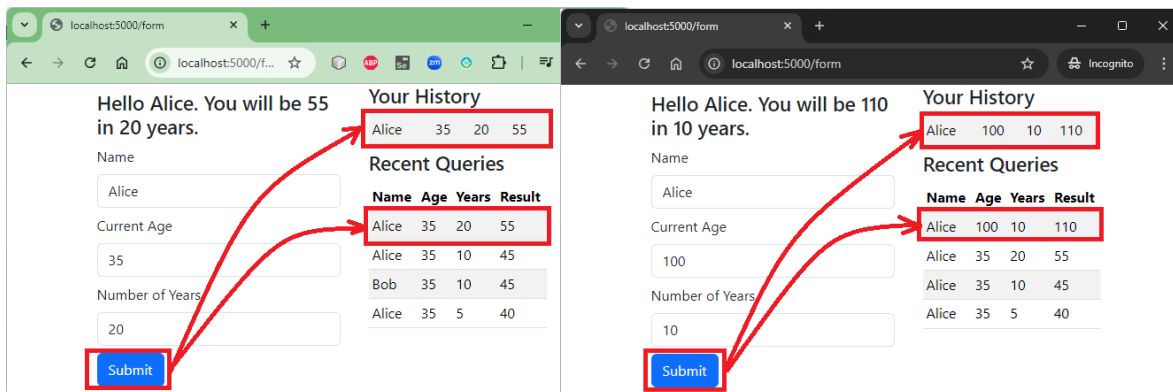 localhost:5000/form
localhost:5000/f...
ABP
Se
zm
Hello Alice. You will be 55
in 20 years.
Name
Alice
Current Age
35
Number of Years
20
Submit
Your History
Alice 35 20 55
Recent Queries
Name Age Years Result
Alice 35 20 55
Alice 35 10 45
Bob 35 10 45
Alice 35 5 40
localhost:5000/form
localhost:5000/form
Incognito
Hello Alice. You will be 110
in 10 years.
Name
Alice
Current Age
100
Number of Years
10
Submit
Your History
Alice 100 10 110
Recent Queries
Name Age Years Result
Alice 100 10 110
Alice 35 20 55
Alice 35 10 45
Alice 35 5 40